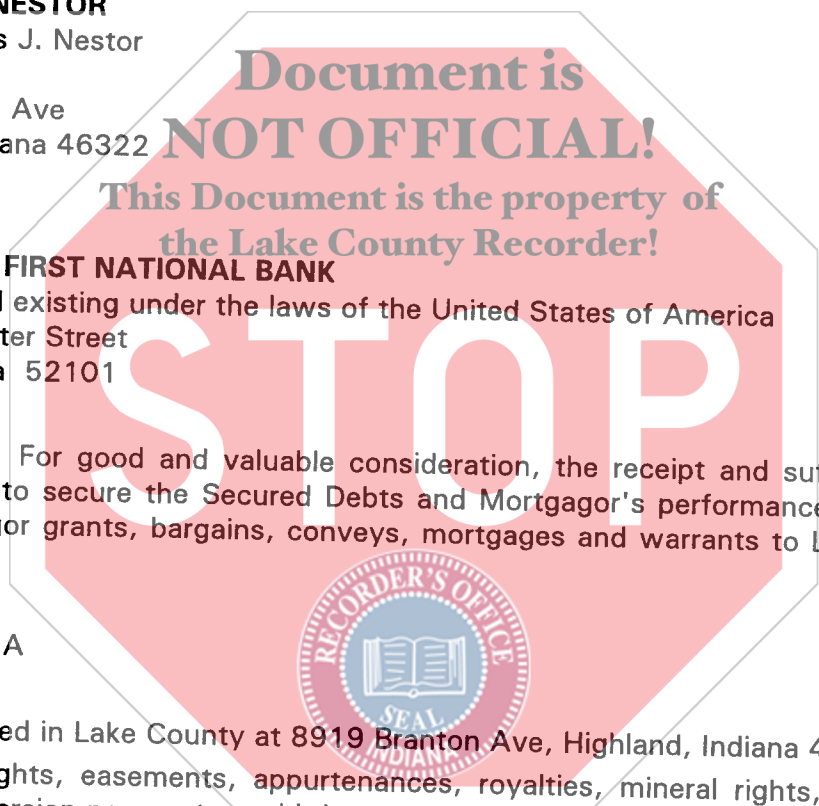 NESTOR
s J. Nestor
Document is
Ave
NOT OFFICIAL!
ana 46322
This Document is the property of
the Lake County Recorder!
FIRST NATIONAL BANK
existing under the laws of the United States of America
ter Street
52101
STOP
For good and valuable consideration, the receipt and suf
to secure the Secured Debts and Mortgagor's performance
or grants, bargains, conveys, mortgages and warrants to L
RECORDER'S OFFICE
SEAL
INDIANA
A
ed in Lake County at 8919 Branton Ave, Highland, Indiana 4
ghts, easements, appurtenances, royalties, mineral rights,